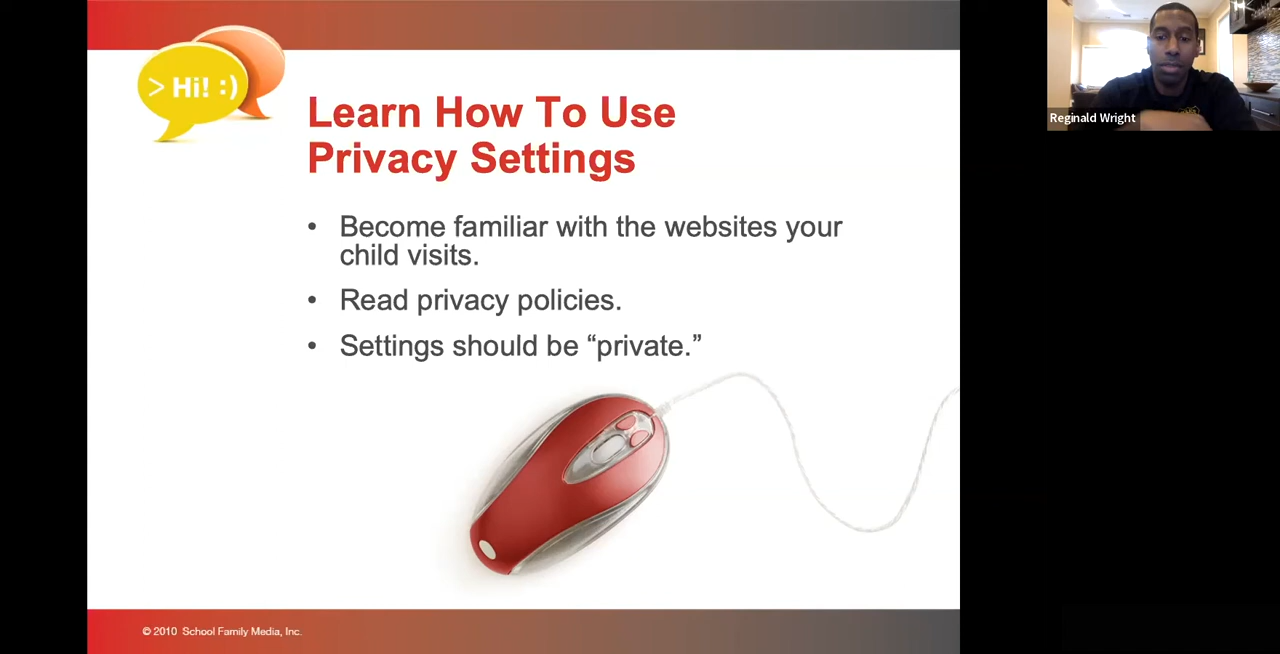 > Hi! :)
Learn How To Use
Privacy Settings
• Become familiar with the websites your
child visits.
• Read privacy policies.
• Settings should be “private.”
© 2010 School Family Media, Inc.
Reginald Wright